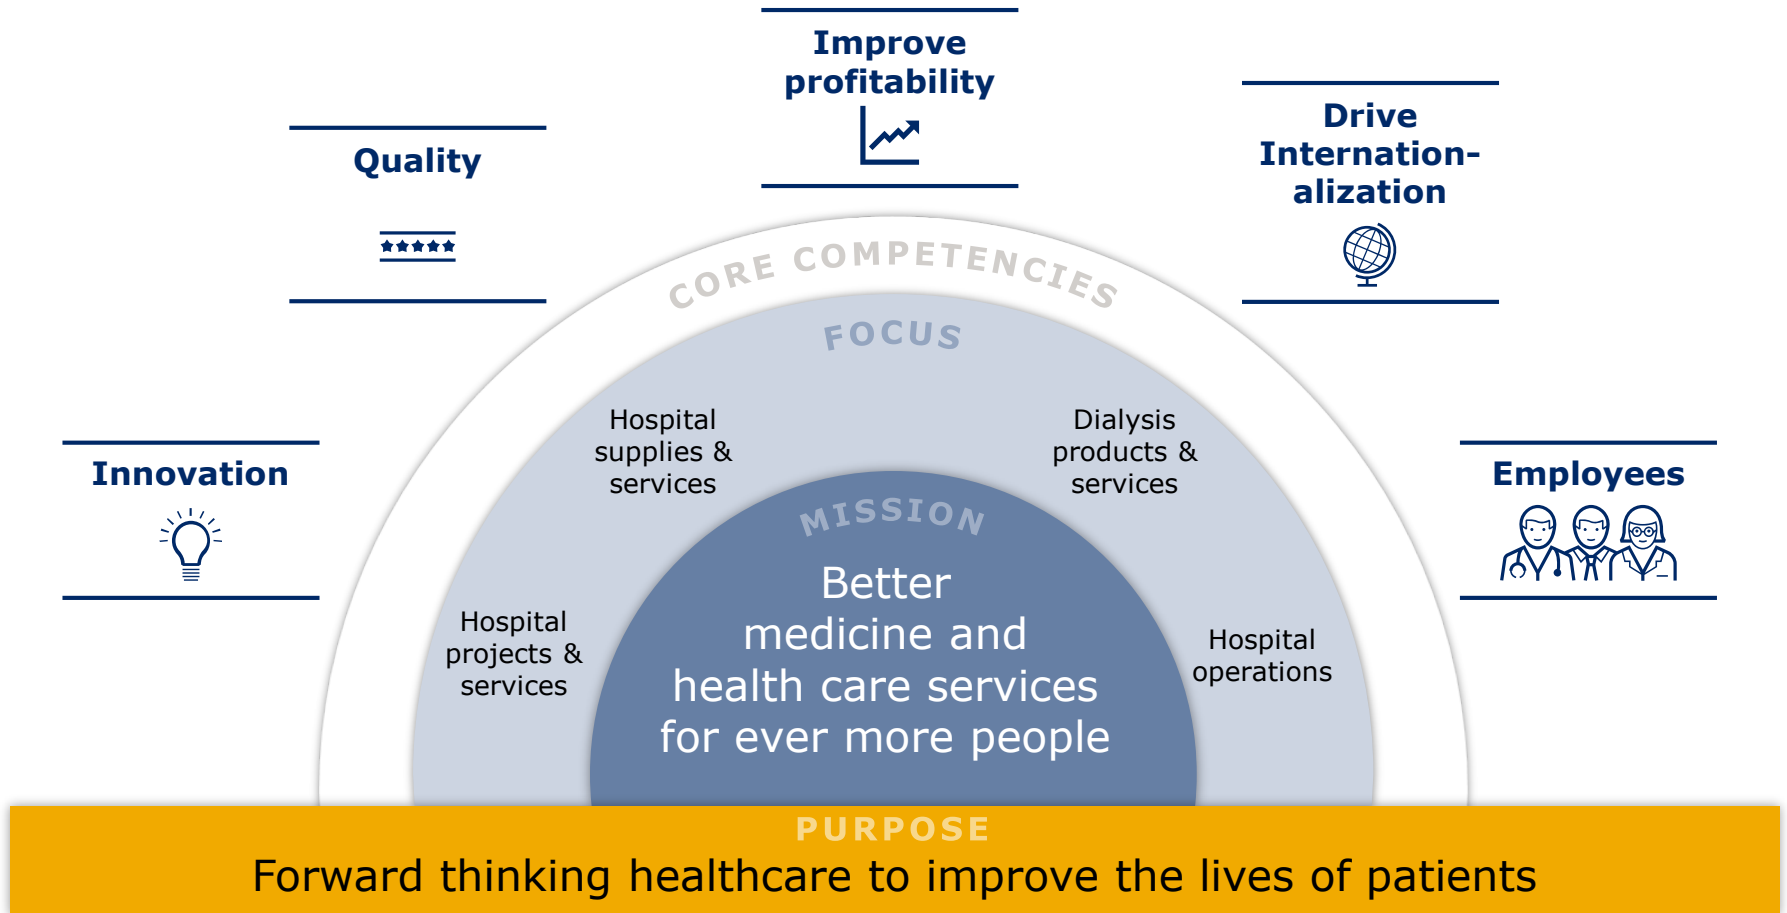 Improve
profitability
Drive
Internation-
alization
Quality
CORE COMPETENCIES
FOCUS
Hospital
supplies &
services
Dialysis
products &
services
Innovation
Employees
MISSION
Better
medicine and
health care services
for ever more people
Hospital
projects &
services
Hospital
operations
PURPOSE
Forward thinking healthcare to improve the lives of patients